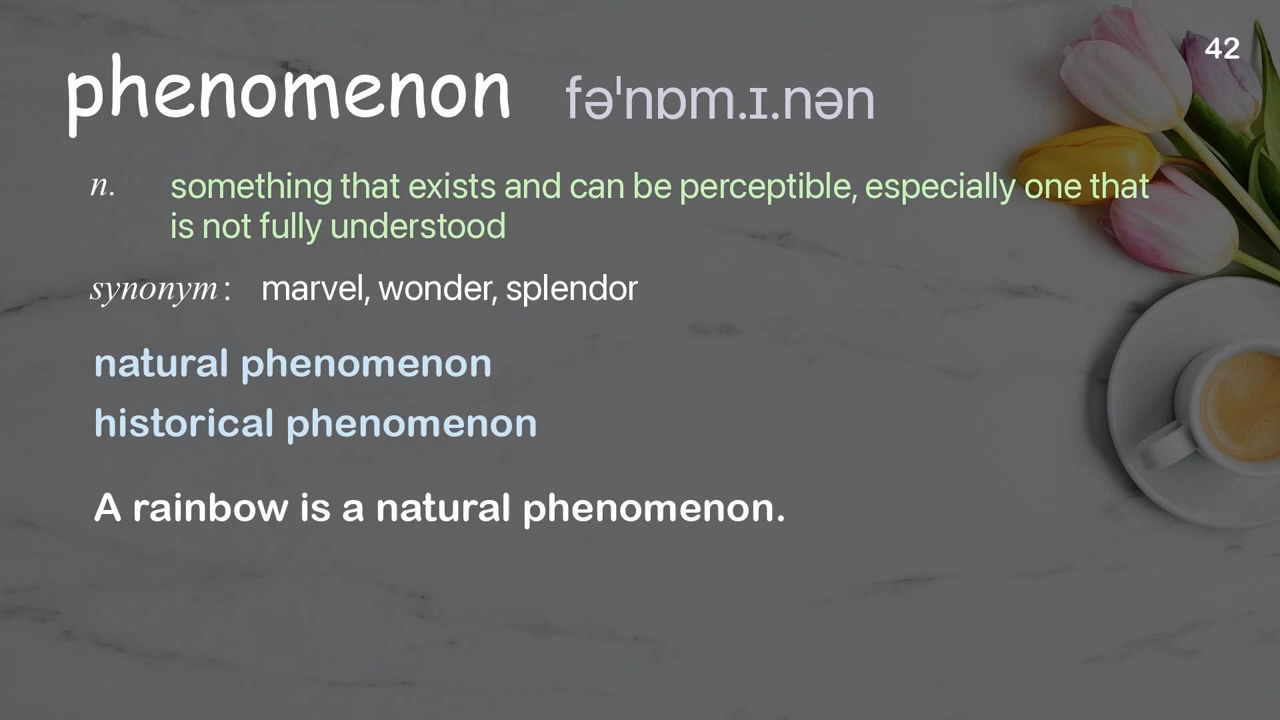 42
phenomenon fəˈnɒm.ɪ.nən
n. something that exists and can be perceptible, especially one that
is not fully understood
synonym: marvel, wonder, splendor
natural phenomenon
historical phenomenon
A rainbow is a natural phenomenon.